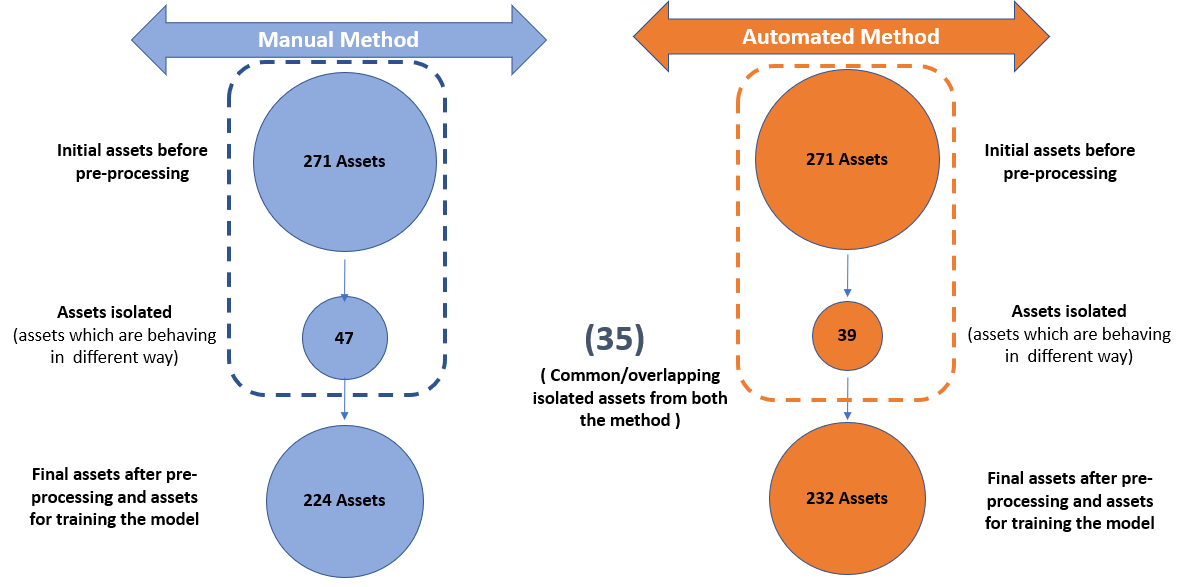 Manual Method
Automated Method
Initial assets before
pre-processing
271 Assets
271 Assets
Initial assets before
pre-processing
Assets isolated
(assets which are behaving
in different way)
47
(35)
( Common/overlapping
isolated assets from both
the method )
39
Assets isolated
(assets which are behaving
in different way)
Final assets after pre-
processing and assets
for training the model
224 Assets
232 Assets
Final assets after pre-
processing and assets
for training the model